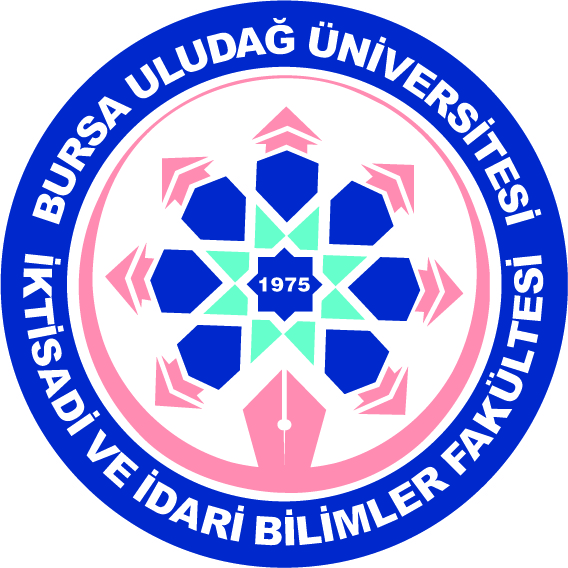 BURSA ULUDAĞ ÜNİVERSİTESİ
1975
İKTİSADİ VE İDARİ BİLİMLER FAKÜLTESİ